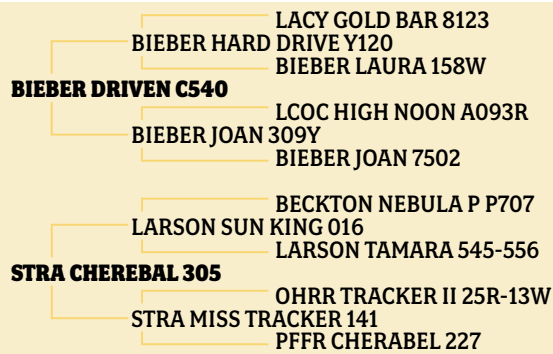 LACY GOLD BAR 8123
BIEBER HARD DRIVE Y120
BIEBER LAURA 158W
BIEBER DRIVEN C540
LCOC HIGH NOON A093R
BIEBER JOAN 309Y
BIEBER JOAN 7502
BECKTON NEBULA P P707
LARSON SUN KING 016
LARSON TAMARA 545-556
STRA CHEREBAL 305
OHRR TRACKER II 25R-13W
STRA MISS TRACKER 141
PFFR CHERABEL 227